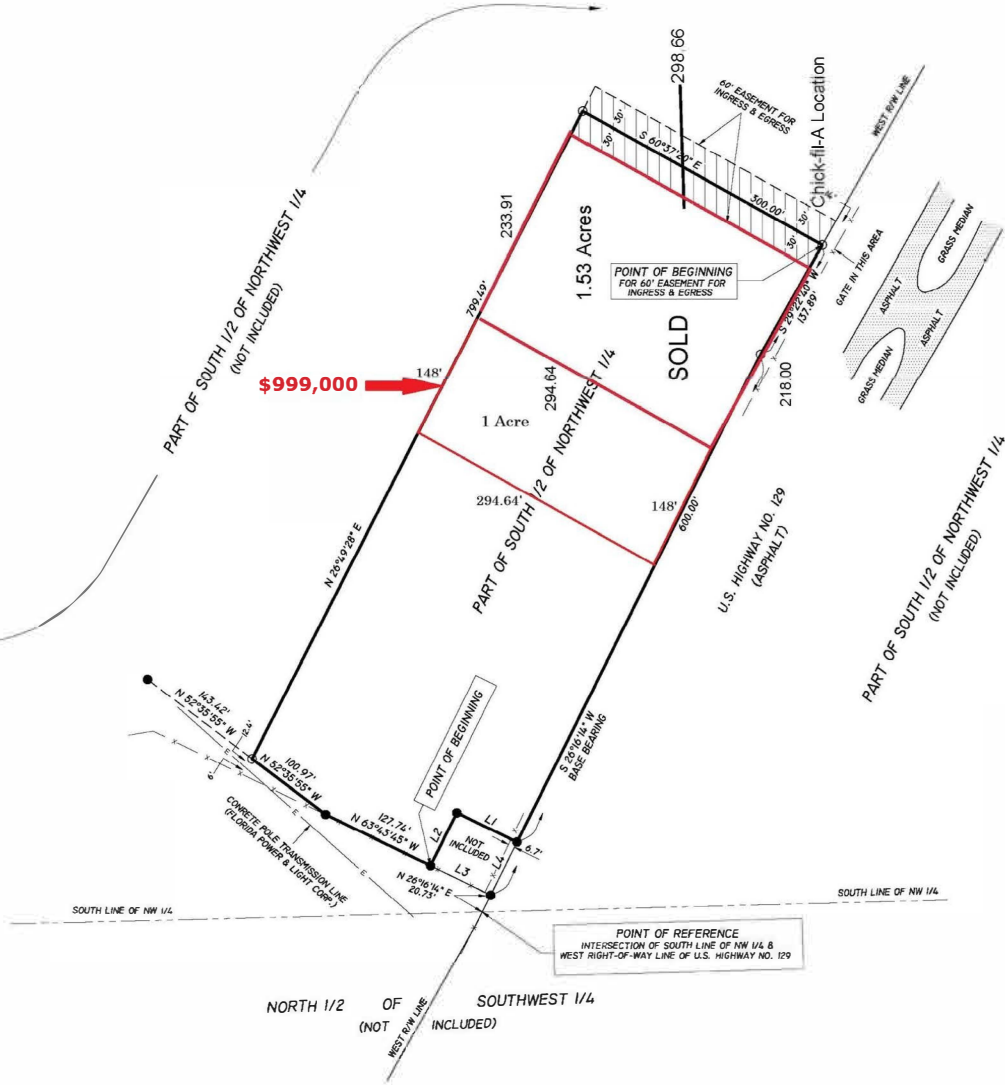 298.66
60' EASEMENT FOR
INGRESS & EGRESS
Chick-fil-A Location
WEST R/W LINE
30'
30'
S 60°37'20" E
300.00'
30'
30'
PART OF SOUTH 1/2 OF NORTHWEST 1/4
(NOT INCLUDED)
233.91
1.53 Acres
POINT OF BEGINNING
FOR 60' EASEMENT FOR
INGRESS & EGRESS
S 29°22'40" W
137.89'
GATE IN THIS AREA
GRASS MEDIAN
ASPHALT
ASPHALT
GRASS MEDIAN
799.49'
SOLD
$999,000
148'
294.64
218.00
1 Acre
PART OF SOUTH 1/2 OF NORTHWEST 1/4
294.64'
148'
600.00'
U.S. HIGHWAY NO. 129
(ASPHALT)
N 26°49'28" E
PART OF SOUTH 1/2 OF NORTHWEST 1/4
(NOT INCLUDED)
143.42'
N 52°35'55" W
12.4'
6'
100.97'
N 52°35'55" W
POINT OF BEGINNING
S 26°16'14" W
BASE BEARING
CONRETE POLE TRANSMISSION LINE
(FLORIDA POWER & LIGHT CORP.)
127.74'
N 63°43'45" W
L1
L2
NOT
INCLUDED
L3
L4
6.7'
N 26°16'14" E
20.73'
SOUTH LINE OF NW 1/4
SOUTH LINE OF NW 1/4
POINT OF REFERENCE
INTERSECTION OF SOUTH LINE OF NW 1/4 &
WEST RIGHT-OF-WAY LINE OF U.S. HIGHWAY NO. 129
NORTH 1/2 OF SOUTHWEST 1/4
(NOT INCLUDED)
WEST R/W LINE